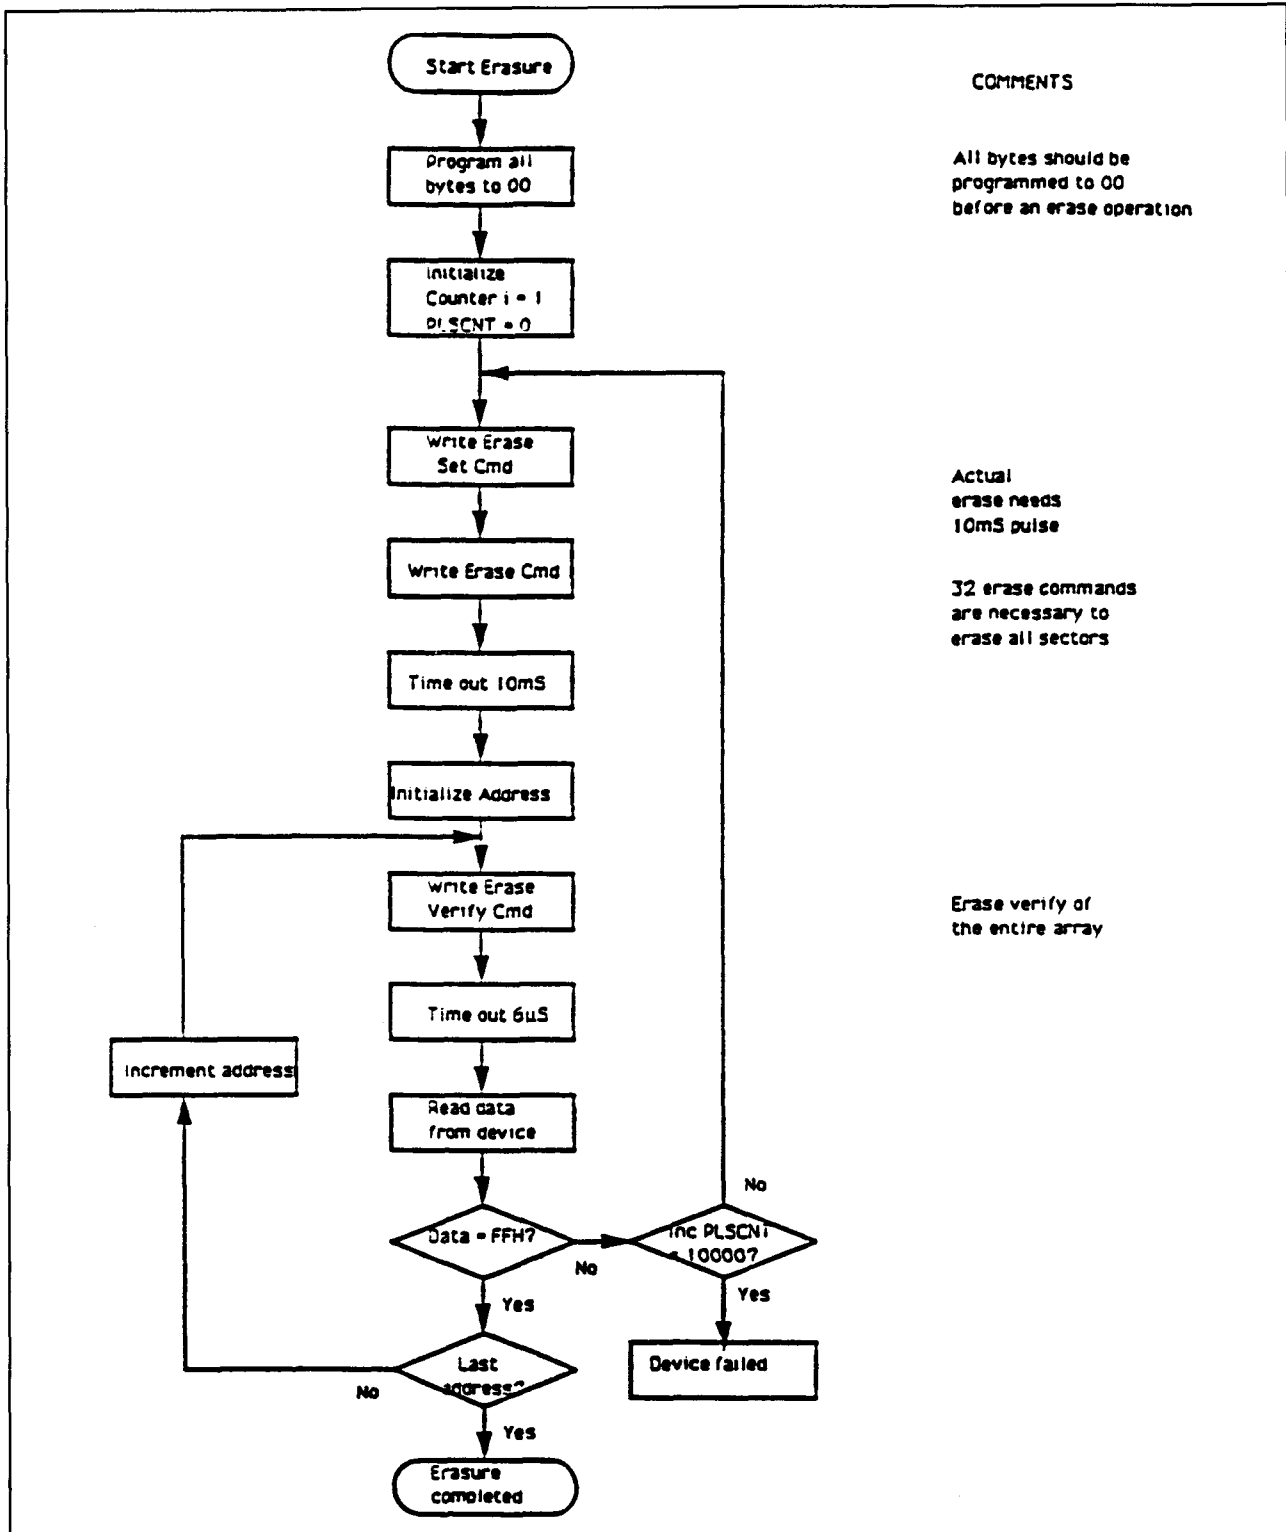 Start Erasure
COMMENTS
Program all
bytes to 00
All bytes should be
programmed to 00
before an erase operation
Initialize
Counter i = 1
PLSCNT = 0
Write Erase
Set Cmd
Actual
erase needs
10mS pulse
Write Erase Cmd
32 erase commands
are necessary to
erase all sectors
Time out 10mS
Initialize Address
Write Erase
Verify Cmd
Erase verify of
the entire array
Time out 6µS
Increment address
Read data
from device
No
Data = FFH?
Inc PLSCNT
10000?
No
Yes
Yes
Last
address?
Device failed
No
Yes
Erasure
completed